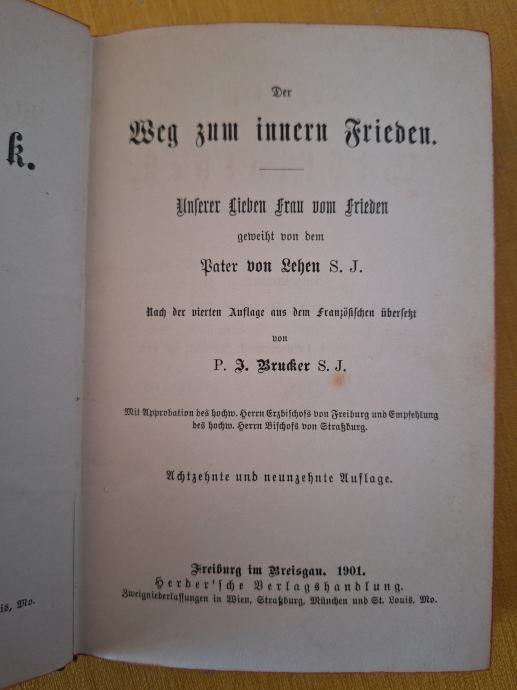 k.
is, Mo.
Der
Weg zum innern Frieden.
Unserer Lieben Frau vom Frieden
geweiht von dem
Pater von Lehen S. J.
Nach der vierten Auflage aus dem Französischen übersetzt
von
P. J. Brucker S. J.
Mit Approbation des hochw. Herrn Erzbischofs von Freiburg und Empfehlung
des hochw. Herrn Bischofs von Straßburg.
Achtzehnte und neunzehnte Auflage.
Freiburg im Breisgau. 1901.
Herder'sche Verlagshandlung.
Zweigniederlassungen in Wien, Straßburg, München und St. Louis, Mo.